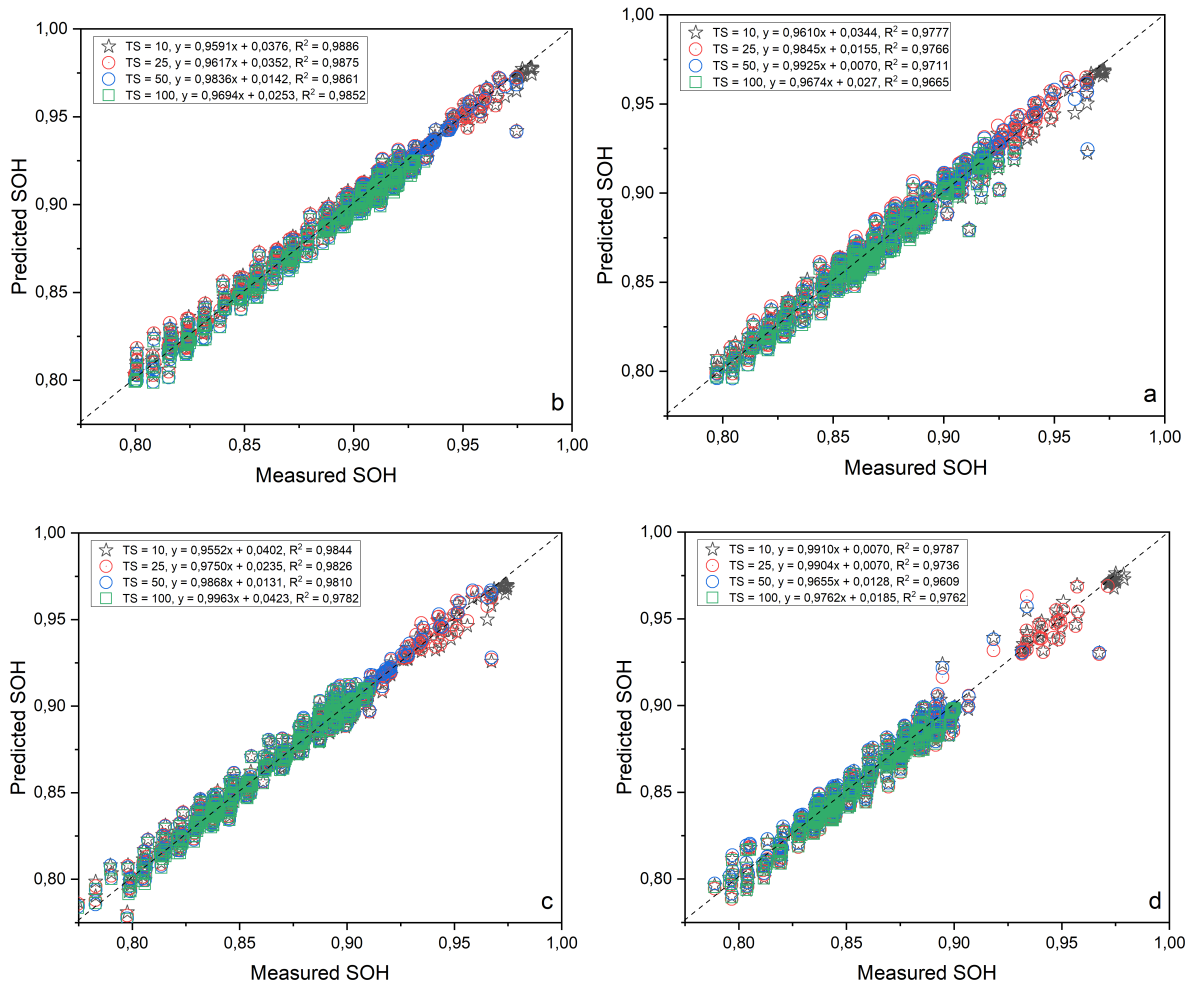 1,00
TS = 10, y = 0,9591x + 0,0376, R² = 0,9886
TS = 25, y = 0,9617x + 0,0352, R² = 0,9875
TS = 50, y = 0,9836x + 0,0142, R² = 0,9861
TS = 100, y = 0,9694x + 0,0253, R² = 0,9852
0,95
0,90
0,85
0,80
Predicted SOH
b
0,80 0,85 0,90 0,95 1,00
Measured SOH
1,00
TS = 10, y = 0,9610x + 0,0344, R² = 0,9777
TS = 25, y = 0,9845x + 0,0155, R² = 0,9766
TS = 50, y = 0,9925x + 0,0070, R² = 0,9711
TS = 100, y = 0,9674x + 0,027, R² = 0,9665
0,95
0,90
0,85
0,80
Predicted SOH
a
0,80 0,85 0,90 0,95 1,00
Measured SOH
1,00
TS = 10, y = 0,9552x + 0,0402, R² = 0,9844
TS = 25, y = 0,9750x + 0,0235, R² = 0,9826
TS = 50, y = 0,9868x + 0,0131, R² = 0,9810
TS = 100, y = 0,9963x + 0,0423, R² = 0,9782
0,95
0,90
0,85
0,80
Predicted SOH
c
0,80 0,85 0,90 0,95 1,00
Measured SOH
1,00
TS = 10, y = 0,9910x + 0,0070, R² = 0,9787
TS = 25, y = 0,9904x + 0,0070, R² = 0,9736
TS = 50, y = 0,9655x + 0,0128, R² = 0,9609
TS = 100, y = 0,9762x + 0,0185, R² = 0,9762
0,95
0,90
0,85
0,80
Predicted SOH
d
0,80 0,85 0,90 0,95 1,00
Measured SOH